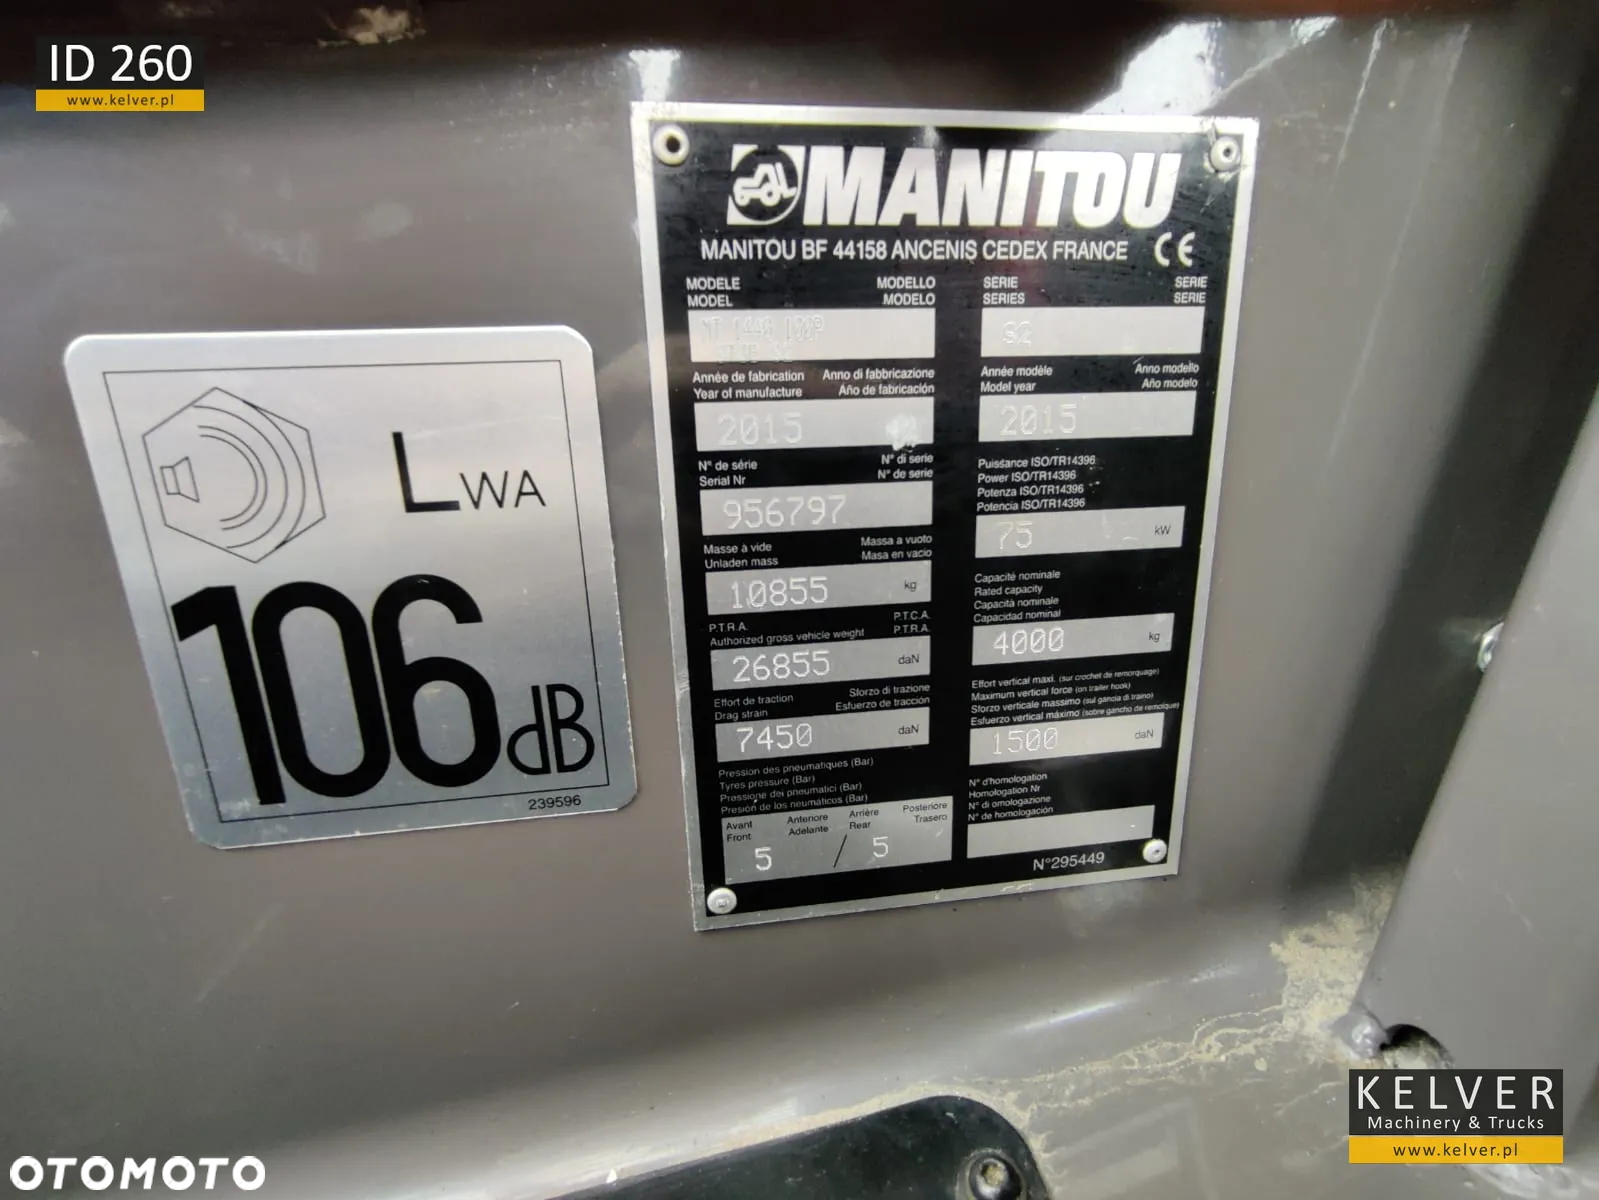 ID 260
www.kelver.pl
LWA
106 dB
239596
MANITOU
MANITOU BF 44158 ANCENIS CEDEX FRANCE CE
MODELE MODELLO
MODEL MODELO
MT 1440 100P
SERIE SERIE
SERIES SERIE
S2
Année de fabrication Anno di fabbricazione
Year of manufacture Año de fabricación
2015
Année modèle Anno modello
Model year Año modelo
2015
N° de série N° di serie
Serial Nr N° de serie
956797
Puissance ISO/TR14396
Power ISO/TR14396
Potenza ISO/TR14396
Potencia ISO/TR14396
75 kW
Masse à vide Massa a vuoto
Unladen mass Masa en vacio
10855 kg
Capacité nominale
Rated capacity
Capacità nominale
Capacidad nominal
4000 kg
P.T.R.A. P.T.C.A.
Authorized gross vehicle weight P.T.R.A.
26855 daN
Effort vertical maxi. (sur crochet de remorquage)
Maximum vertical force (on trailer hook)
Sforzo verticale massimo (sul gancia di traino)
Esfuerzo vertical máximo (sobre gancho de remolque)
1500 daN
Effort de traction Sforzo di trazione
Drag strain Esfuerzo de tracción
7450 daN
Pression des pneumatiques (Bar)
Tyres pressure (Bar)
Pressione dei pneumatici (Bar)
Presión de los neumáticos (Bar)
Avant Anteriore Arrière Posteriore
Front Adelante Rear Trasero
5 / 5
N° d'homologation
Homologation Nr
N° di omologazione
N° de homologación
N°295449
KELVER
Machinery & Trucks
www.kelver.pl
OTOMOTO